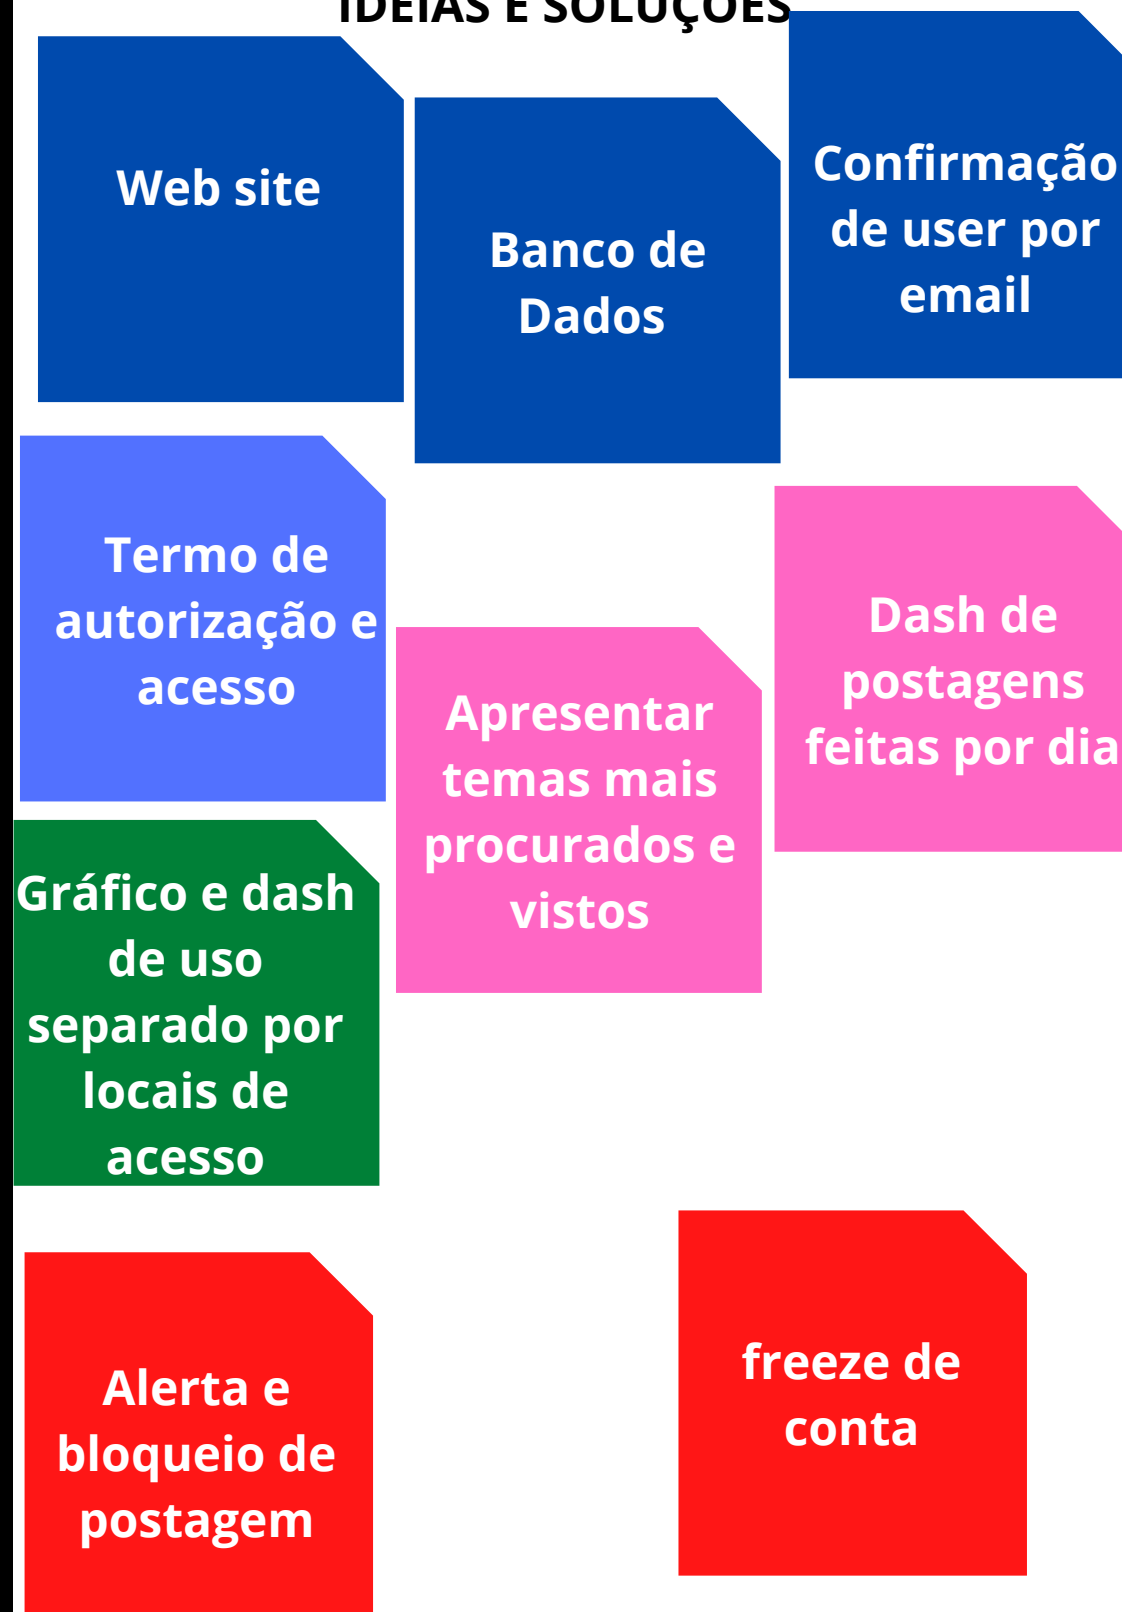 IDEIAS E SOLUÇÕES
Web site
Banco de
Dados
Confirmação
de user por
email
Termo de
autorização e
acesso
Apresentar
temas mais
procurados e
vistos
Dash de
postagens
feitas por dia
Gráfico e dash
de uso
separado por
locais de
acesso
Alerta e
bloqueio de
postagem
freeze de
conta